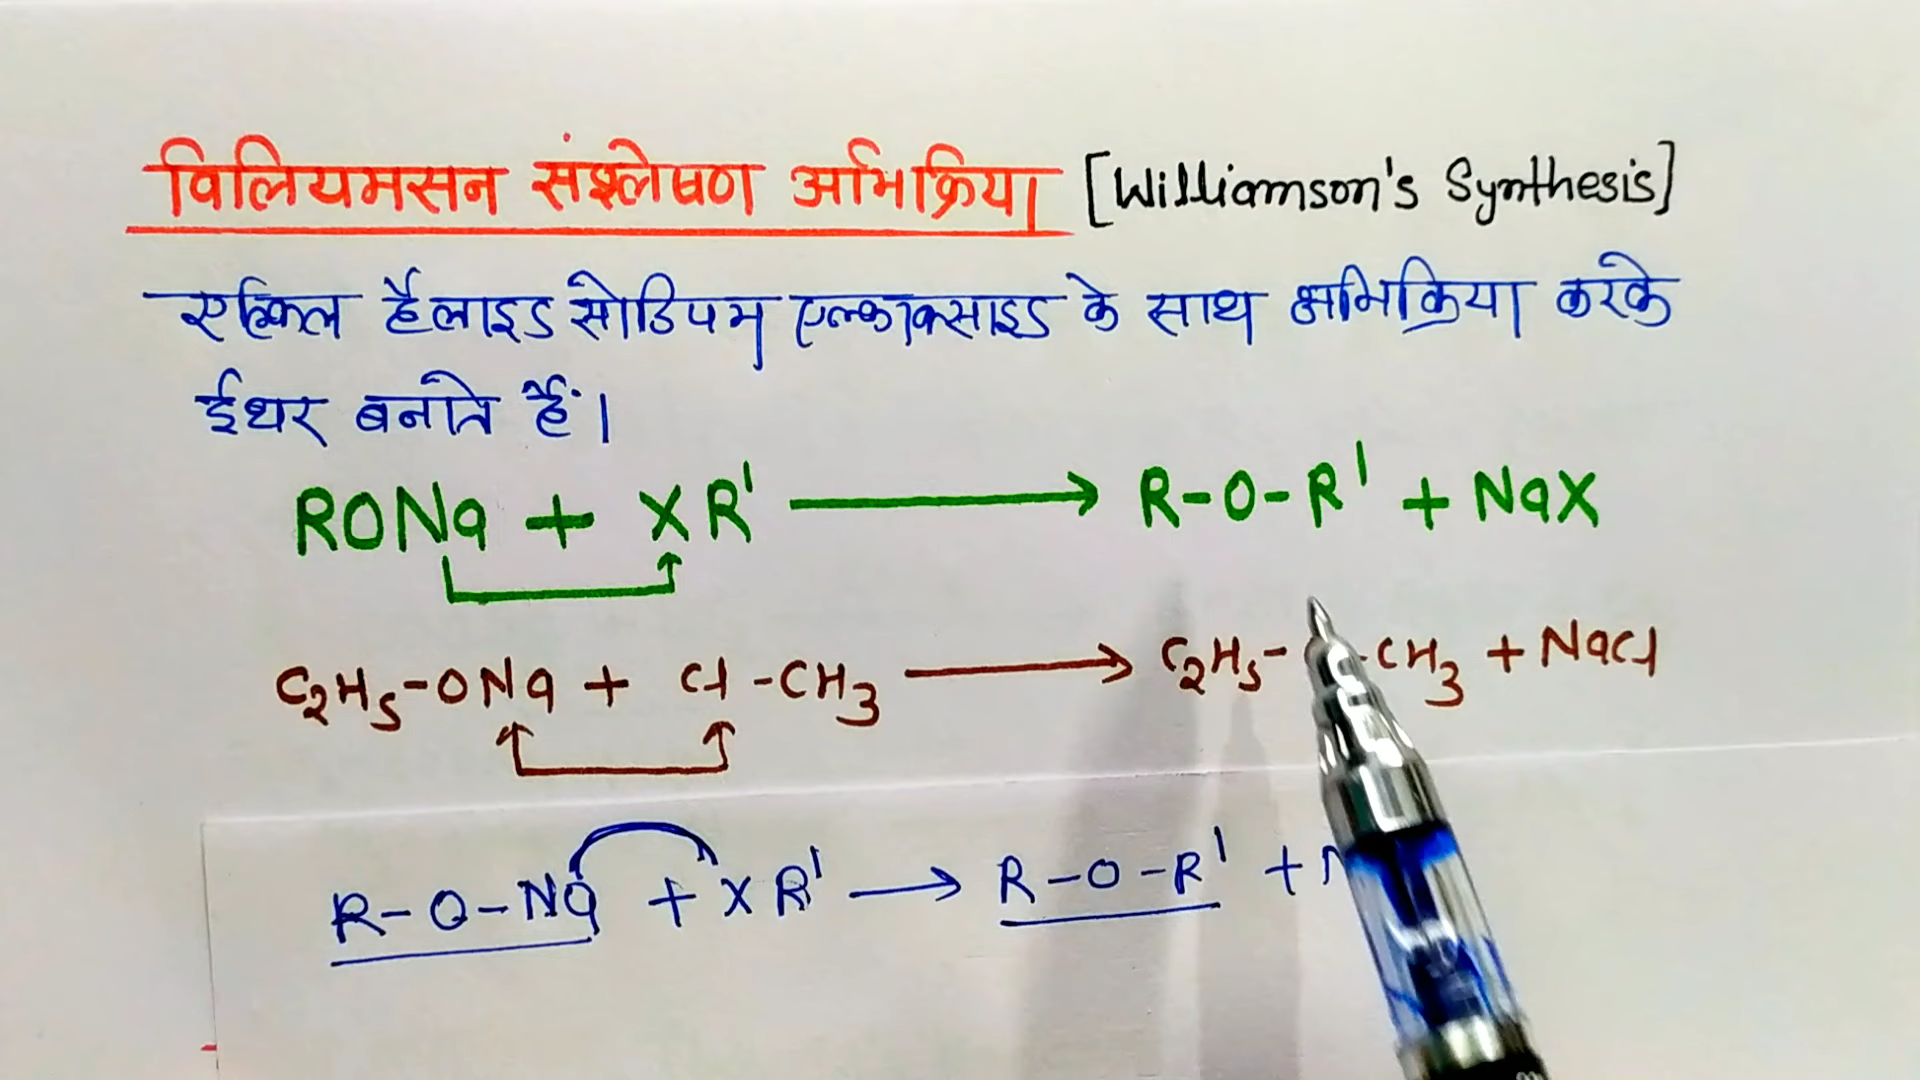 विलियमसन संश्लेषण अभिक्रिया [Williamson's Synthesis]
एल्किल हैलाइड सोडियम एल्कोक्साइड के साथ अभिक्रिया करके
ईथर बनाते हैं।
RONa + XR' ⟶ R-O-R' + NaX
C₂H₅-ONa + Cl-CH₃ ⟶ C₂H₅- -CH₃ + NaCl
R-O-Na + XR' ⟶ R-O-R' +